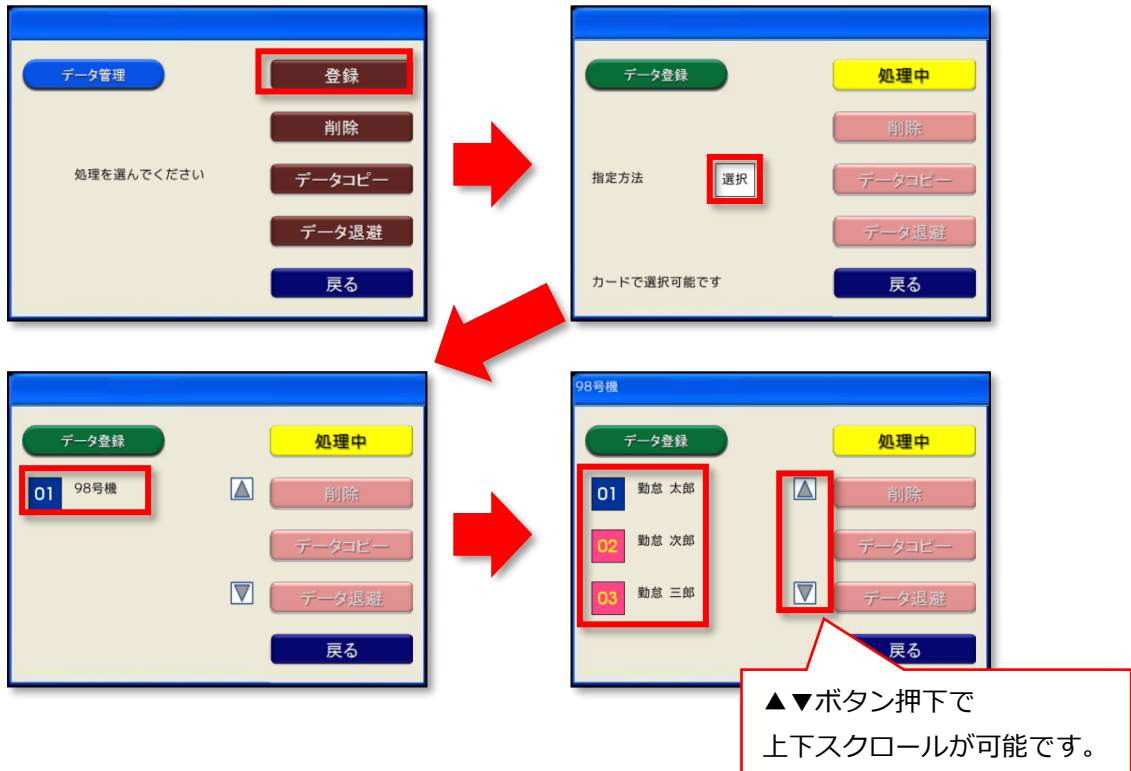 データ管理
登録
削除
処理を選んでください
データコピー
データ退避
戻る
データ登録
処理中
削除
指定方法
選択
データコピー
データ退避
カードで選択可能です
戻る
データ登録
処理中
01
98号機
削除
データコピー
データ退避
戻る
98号機
データ登録
処理中
01
勤怠 太郎
削除
02
勤怠 次郎
データコピー
03
勤怠 三郎
データ退避
戻る
▲▼ボタン押下で
上下スクロールが可能です。